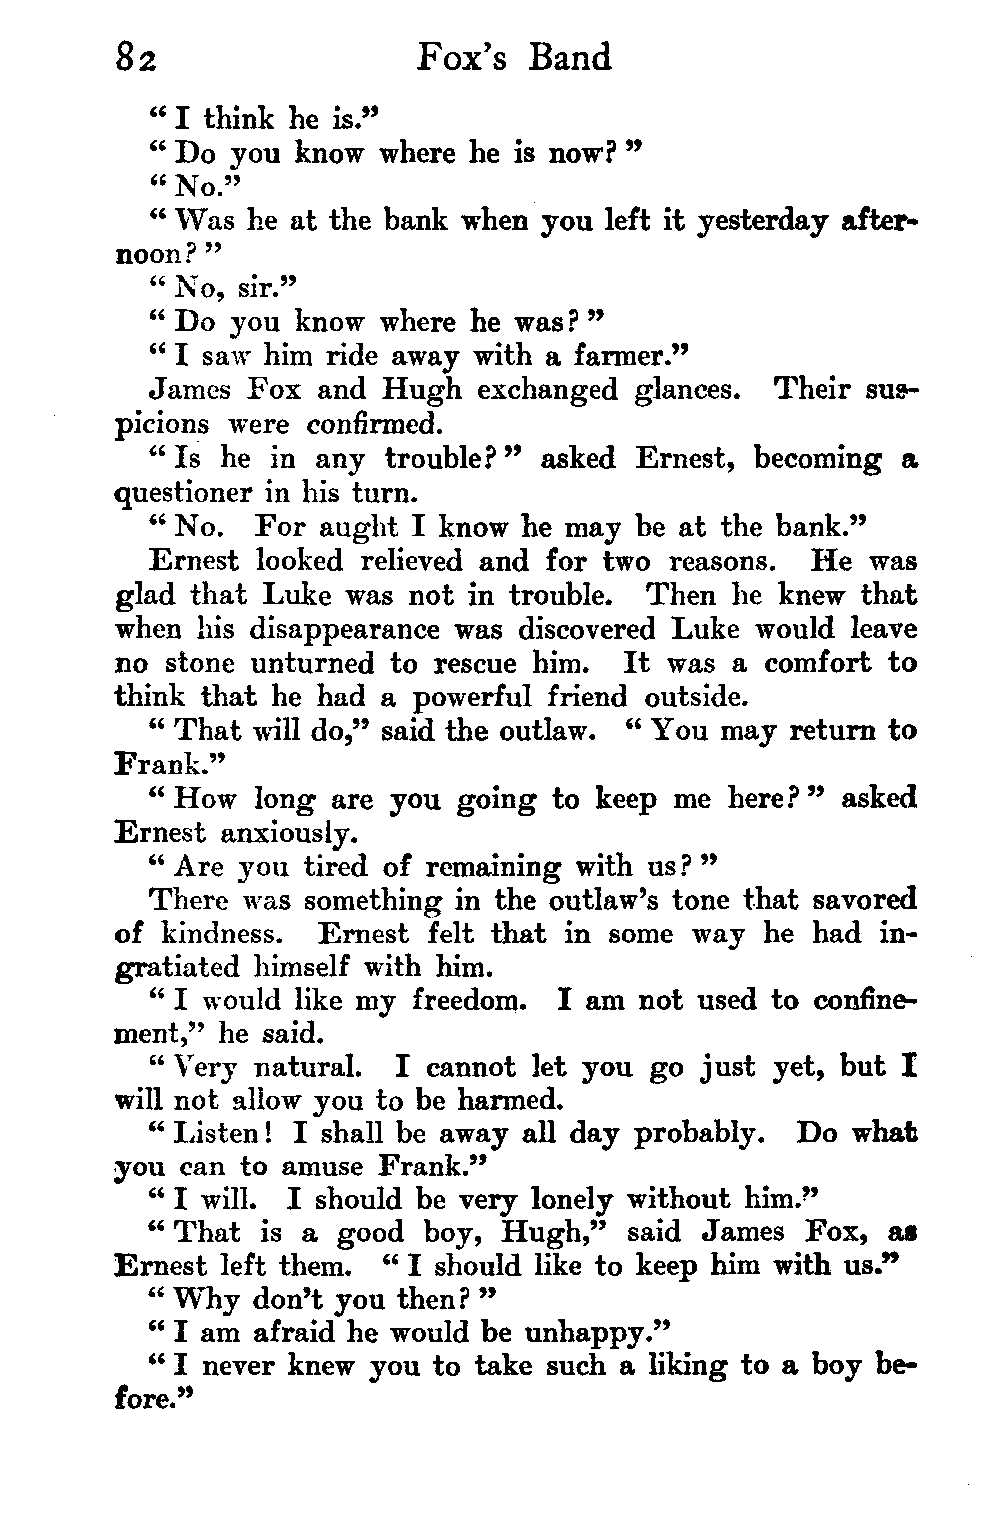 82 Fox's Band
"I think he is."
"Do you know where he is now?"
"No."
"Was he at the bank when you left it yesterday after-
noon?"
"No, sir."
"Do you know where he was?"
"I saw him ride away with a farmer."
James Fox and Hugh exchanged glances. Their sus-
picions were confirmed.
"Is he in any trouble?" asked Ernest, becoming a
questioner in his turn.
"No. For aught I know he may be at the bank."
Ernest looked relieved and for two reasons. He was
glad that Luke was not in trouble. Then he knew that
when his disappearance was discovered Luke would leave
no stone unturned to rescue him. It was a comfort to
think that he had a powerful friend outside.
"That will do," said the outlaw. "You may return to
Frank."
"How long are you going to keep me here?" asked
Ernest anxiously.
"Are you tired of remaining with us?"
There was something in the outlaw's tone that savored
of kindness. Ernest felt that in some way he had in-
gratiated himself with him.
"I would like my freedom. I am not used to confine-
ment," he said.
"Very natural. I cannot let you go just yet, but I
will not allow you to be harmed.
"Listen! I shall be away all day probably. Do what
you can to amuse Frank."
"I will. I should be very lonely without him."
"That is a good boy, Hugh," said James Fox, as
Ernest left them. "I should like to keep him with us."
"Why don't you then?"
"I am afraid he would be unhappy."
"I never knew you to take such a liking to a boy be-
fore."